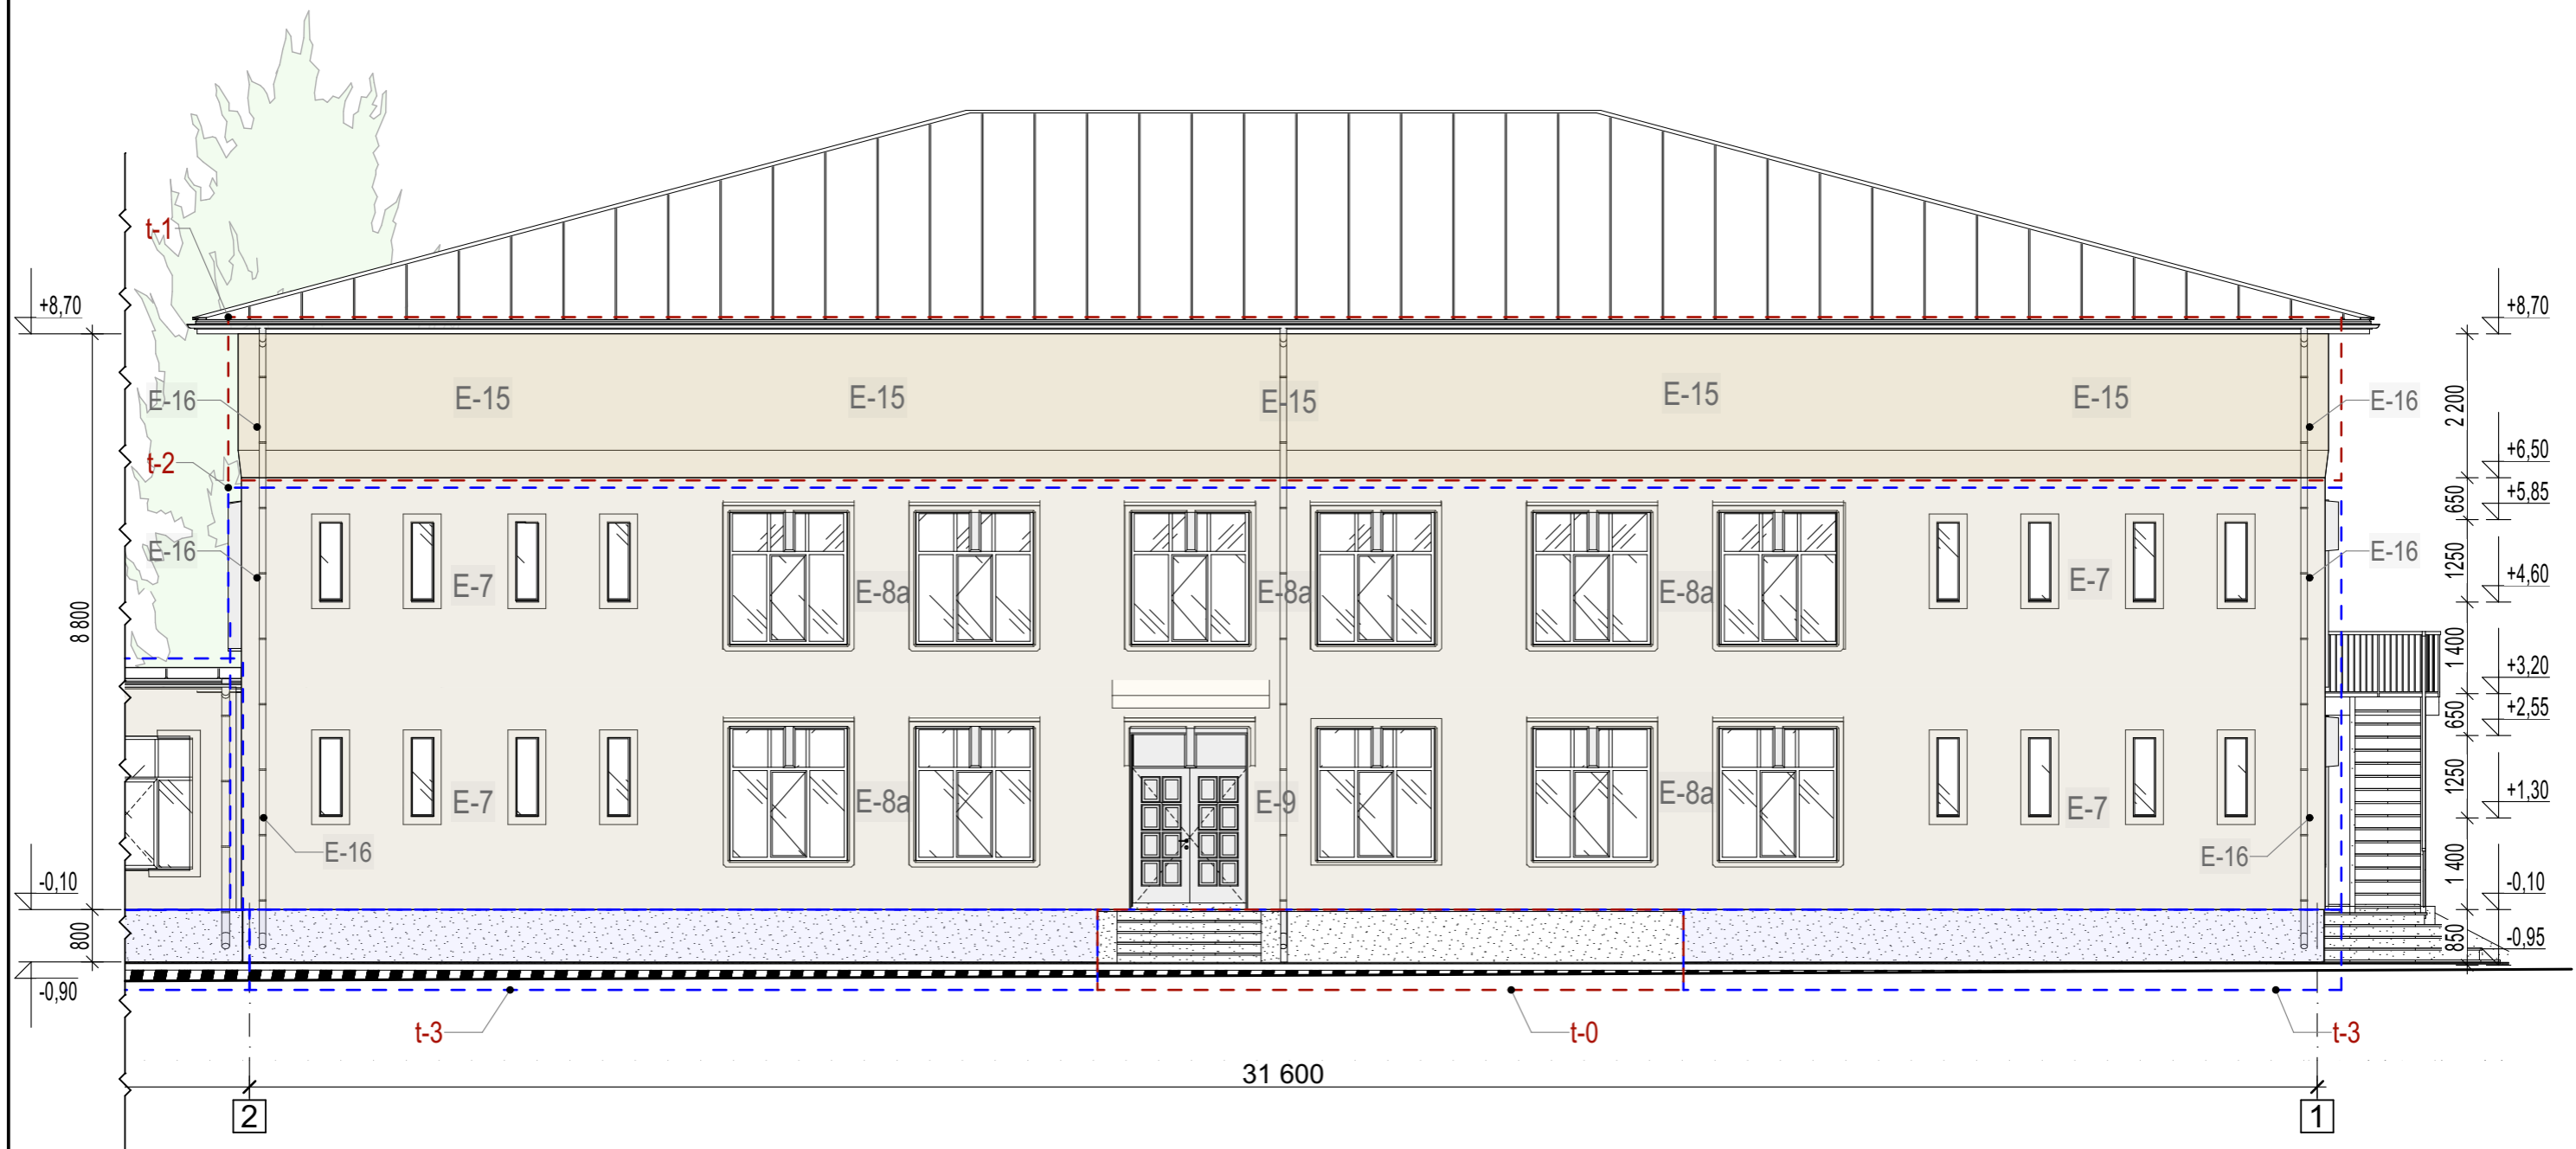 t-1
+8,70
+8,70
E-16
E-15
E-15
E-15
E-15
E-15
E-16
2 200
t-2
+6,50
650
+5,85
E-16
E-7
E-8a
E-8a
E-8a
E-7
E-16
1250
+4,60
8 800
1 400
+3,20
650
+2,55
E-7
E-8a
E-9
E-8a
E-7
1250
+1,30
E-16
E-16
1 400
-0,10
-0,10
800
850
-0,95
-0,90
t-3
t-0
t-3
31 600
2
1